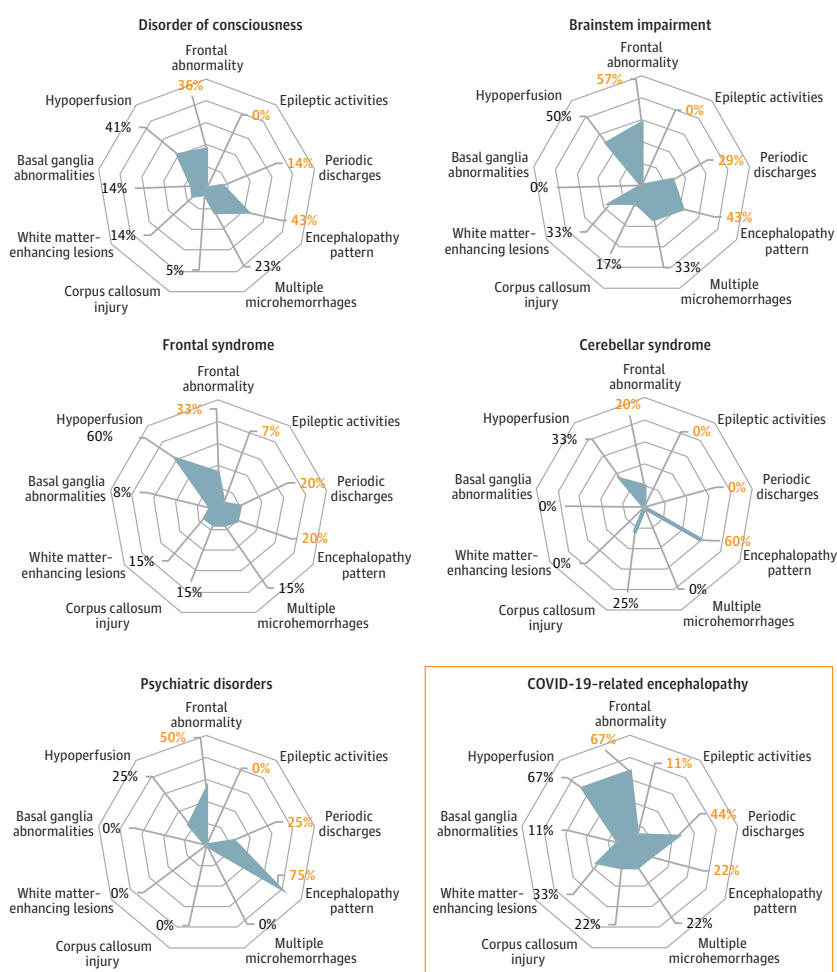 Disorder of consciousness
Frontal
abnormality
36%
Epileptic activities
0%
Periodic
discharges
14%
Encephalopathy
pattern
43%
Multiple
microhemorrhages
23%
Corpus callosum
injury
5%
White matter-
enhancing lesions
14%
Basal ganglia
abnormalities
14%
Hypoperfusion
41%
Brainstem impairment
Frontal
abnormality
57%
Epileptic activities
0%
Periodic
discharges
29%
Encephalopathy
pattern
43%
Multiple
microhemorrhages
33%
Corpus callosum
injury
17%
White matter-
enhancing lesions
33%
Basal ganglia
abnormalities
0%
Hypoperfusion
50%
Frontal syndrome
Frontal
abnormality
33%
Epileptic activities
7%
Periodic
discharges
20%
Encephalopathy
pattern
20%
Multiple
microhemorrhages
15%
Corpus callosum
injury
15%
White matter-
enhancing lesions
15%
Basal ganglia
abnormalities
8%
Hypoperfusion
60%
Cerebellar syndrome
Frontal
abnormality
20%
Epileptic activities
0%
Periodic
discharges
0%
Encephalopathy
pattern
60%
Multiple
microhemorrhages
0%
Corpus callosum
injury
25%
White matter-
enhancing lesions
0%
Basal ganglia
abnormalities
0%
Hypoperfusion
33%
Psychiatric disorders
Frontal
abnormality
50%
Epileptic activities
0%
Periodic
discharges
25%
Encephalopathy
pattern
75%
Multiple
microhemorrhages
0%
Corpus callosum
injury
0%
White matter-
enhancing lesions
0%
Basal ganglia
abnormalities
0%
Hypoperfusion
25%
COVID-19-related encephalopathy
Frontal
abnormality
67%
Epileptic activities
11%
Periodic
discharges
44%
Encephalopathy
pattern
22%
Multiple
microhemorrhages
22%
Corpus callosum
injury
22%
White matter-
enhancing lesions
33%
Basal ganglia
abnormalities
11%
Hypoperfusion
67%